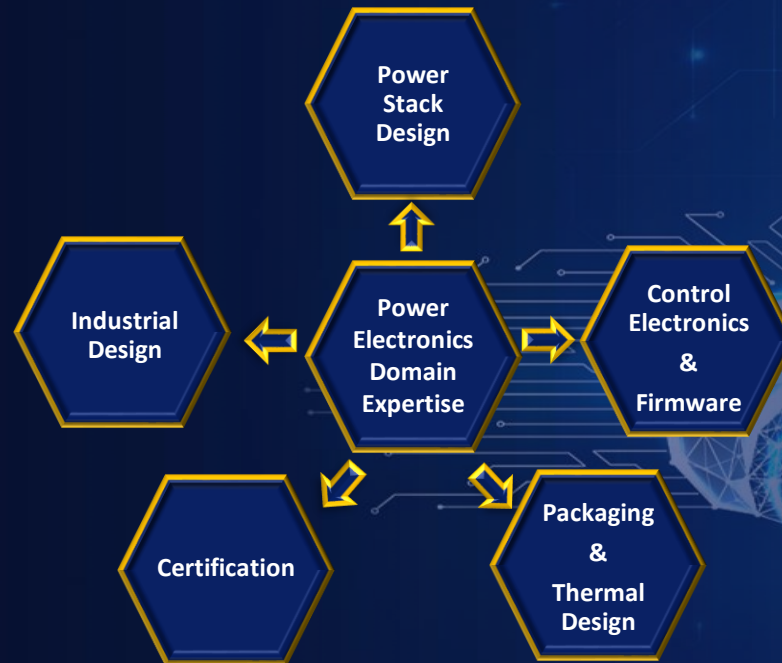 Power
Stack
Design
Industrial
Design
Power
Electronics
Domain
Expertise
Control
Electronics
&
Firmware
Certification
Packaging
&
Thermal
Design